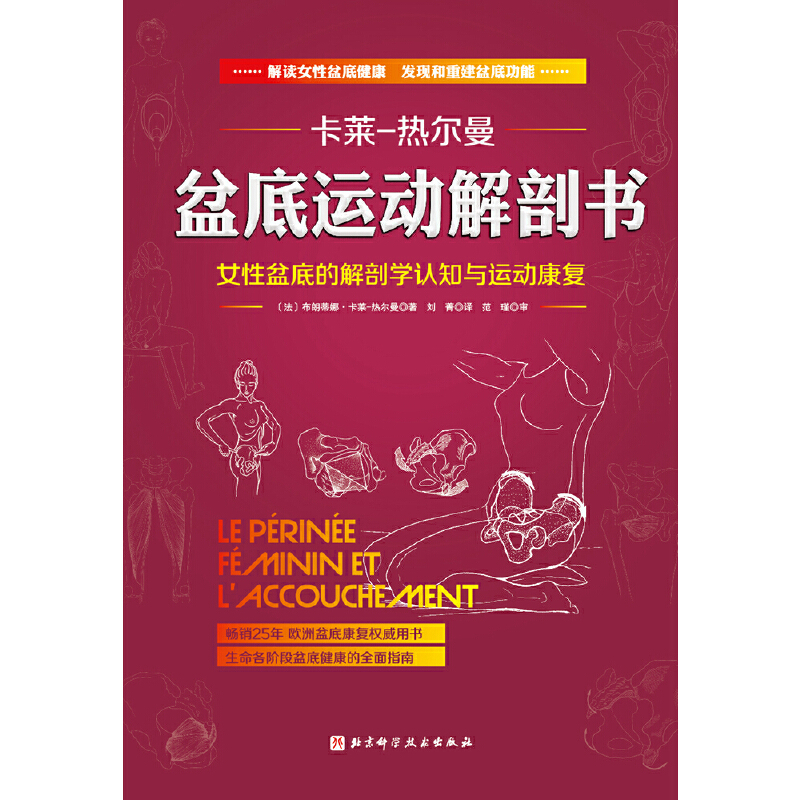 ······解读女性盆底健康 发现和重建盆底功能······
卡莱-热尔曼
盆底运动解剖书
女性盆底的解剖学认知与运动康复
〔法〕布朗蒂娜·卡莱-热尔曼◎著 刘 菁◎译 范 瑾◎审
LE PÉRINÉE
FÉMININ ET
L'ACCOUCHEMENT
畅销25年 欧洲盆底康复权威用书
生命各阶段盆底健康的全面指南
北京科学技术出版社